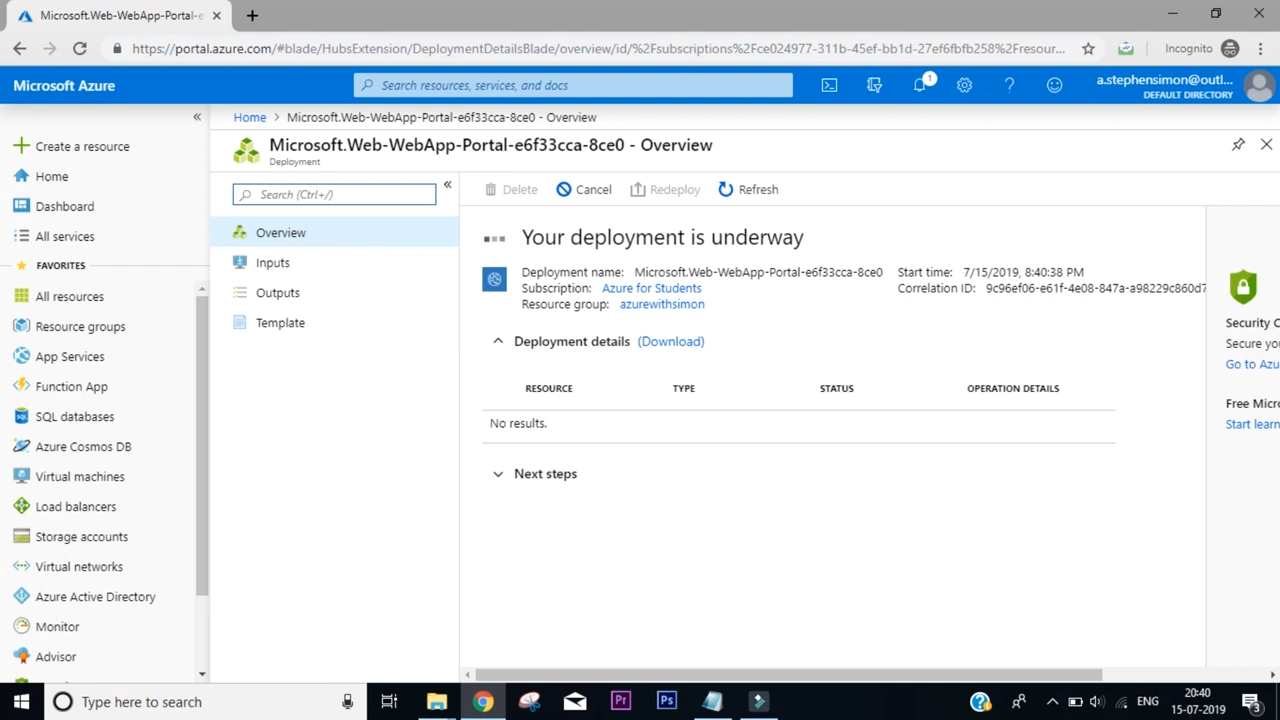 Microsoft.Web-WebApp-Portal-e
https://portal.azure.com/#blade/HubsExtension/DeploymentDetailsBlade/overview/id/%2Fsubscriptions%2Fce024977-311b-45ef-bb1d-27ef6fbfb258%2Fresour...
Incognito
Microsoft Azure
Search resources, services, and docs
1
a.stephensimon@outl...
DEFAULT DIRECTORY
Create a resource
Home
Dashboard
All services
FAVORITES
All resources
Resource groups
App Services
Function App
SQL databases
Azure Cosmos DB
Virtual machines
Load balancers
Storage accounts
Virtual networks
Azure Active Directory
Monitor
Advisor
Home > Microsoft.Web-WebApp-Portal-e6f33cca-8ce0 - Overview
Microsoft.Web-WebApp-Portal-e6f33cca-8ce0 - Overview
Deployment
Search (Ctrl+/)
Overview
Inputs
Outputs
Template
Delete Cancel Redeploy Refresh
Your deployment is underway
Deployment name: Microsoft.Web-WebApp-Portal-e6f33cca-8ce0
Subscription: Azure for Students
Resource group: azurewithsimon
Start time: 7/15/2019, 8:40:38 PM
Correlation ID: 9c96ef06-e61f-4e08-847a-a98229c860d7
Deployment details (Download)
RESOURCE TYPE STATUS OPERATION DETAILS
No results.
Next steps
Security C
Secure yo
Go to Azu
Free Micro
Start learn
Type here to search
Pr
Ps
ENG
20:40
15-07-2019
3